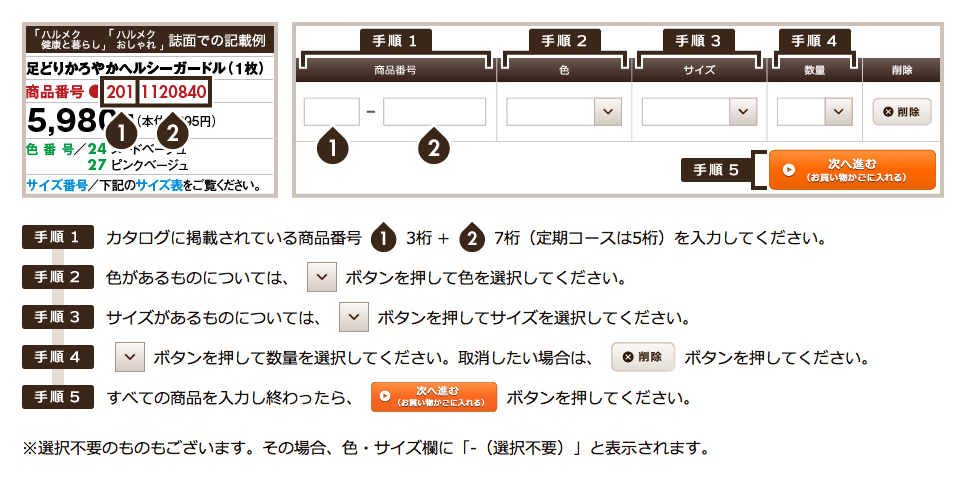 「ハルメク 健康と暮らし」「ハルメク おしゃれ」誌面での記載例
足どりかろやかヘルシーガードル(1枚)
商品番号●201 1120840
1 2
色番号/24
27 ピンクベージュ
サイズ番号/下記のサイズ表をご覧ください。
手順 1 手順 2 手順 3 手順 4
商品番号 色 サイズ 数量 削除
- 削除
1 2
手順 5 次へ進む
(お買い物かごに入れる)
手順 1 カタログに掲載されている商品番号 1 3桁 + 2 7桁（定期コースは5桁）を入力してください。
手順 2 色があるものについては、 ボタンを押して色を選択してください。
手順 3 サイズがあるものについては、 ボタンを押してサイズを選択してください。
手順 4 ボタンを押して数量を選択してください。取消したい場合は、 削除 ボタンを押してください。
手順 5 すべての商品を入力し終わったら、 次へ進む (お買い物かごに入れる) ボタンを押してください。
※選択不要のものもございます。その場合、色・サイズ欄に「-（選択不要）」と表示されます。